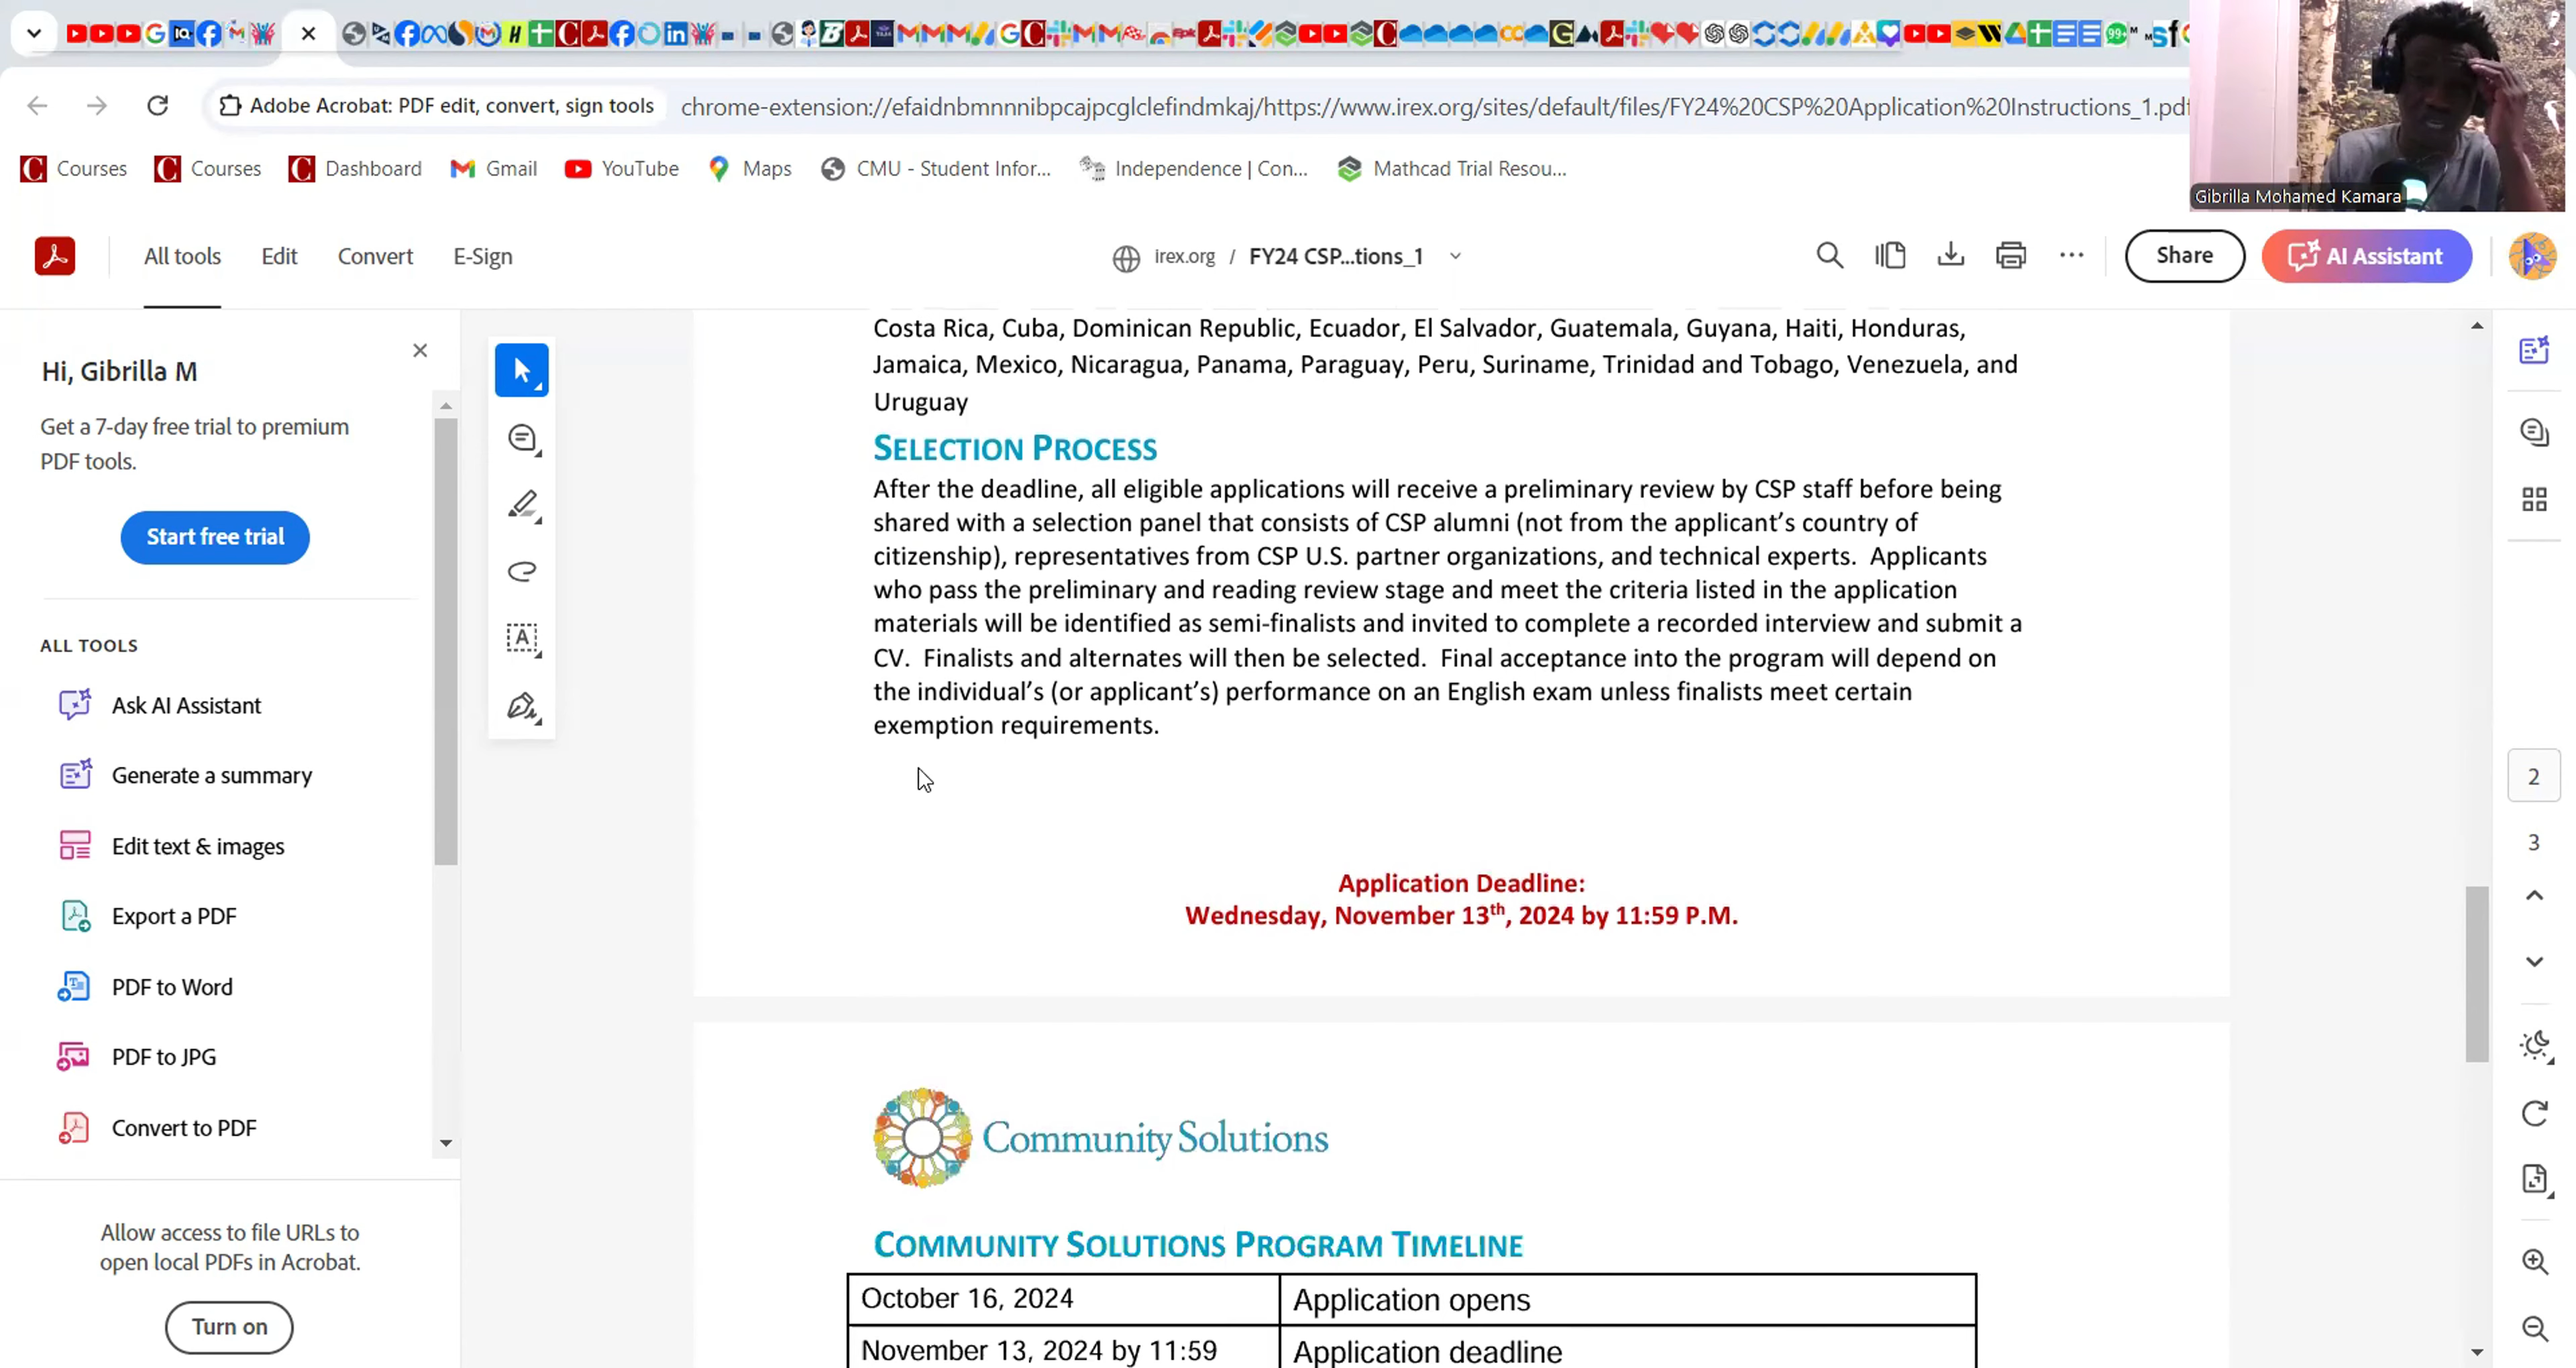 Adobe Acrobat: PDF edit, convert, sign tools
chrome-extension://efaidnbmnnnibpcajpcglclefindmkaj/https://www.irex.org/sites/default/files/FY24%20CSP%20Application%20Instructions_1.pdf
Courses
Courses
Dashboard
Gmail
YouTube
Maps
CMU - Student Infor...
Independence | Con...
Mathcad Trial Resou...
Gibrilla Mohamed Kamara
All tools
Edit
Convert
E-Sign
irex.org / FY24 CSP...tions_1
Share
AI Assistant
Hi, Gibrilla M
Get a 7-day free trial to premium
PDF tools.
Start free trial
ALL TOOLS
Ask AI Assistant
Generate a summary
Edit text & images
Export a PDF
PDF to Word
PDF to JPG
Convert to PDF
Allow access to file URLs to
open local PDFs in Acrobat.
Turn on
Costa Rica, Cuba, Dominican Republic, Ecuador, El Salvador, Guatemala, Guyana, Haiti, Honduras,
Jamaica, Mexico, Nicaragua, Panama, Paraguay, Peru, Suriname, Trinidad and Tobago, Venezuela, and
Uruguay
SELECTION PROCESS
After the deadline, all eligible applications will receive a preliminary review by CSP staff before being
shared with a selection panel that consists of CSP alumni (not from the applicant's country of
citizenship), representatives from CSP U.S. partner organizations, and technical experts.  Applicants
who pass the preliminary and reading review stage and meet the criteria listed in the application
materials will be identified as semi-finalists and invited to complete a recorded interview and submit a
CV.  Finalists and alternates will then be selected.  Final acceptance into the program will depend on
the individual's (or applicant's) performance on an English exam unless finalists meet certain
exemption requirements.
Application Deadline:
Wednesday, November 13th, 2024 by 11:59 P.M.
Community Solutions
COMMUNITY SOLUTIONS PROGRAM TIMELINE
October 16, 2024
Application opens
November 13, 2024 by 11:59
Application deadline
2
3